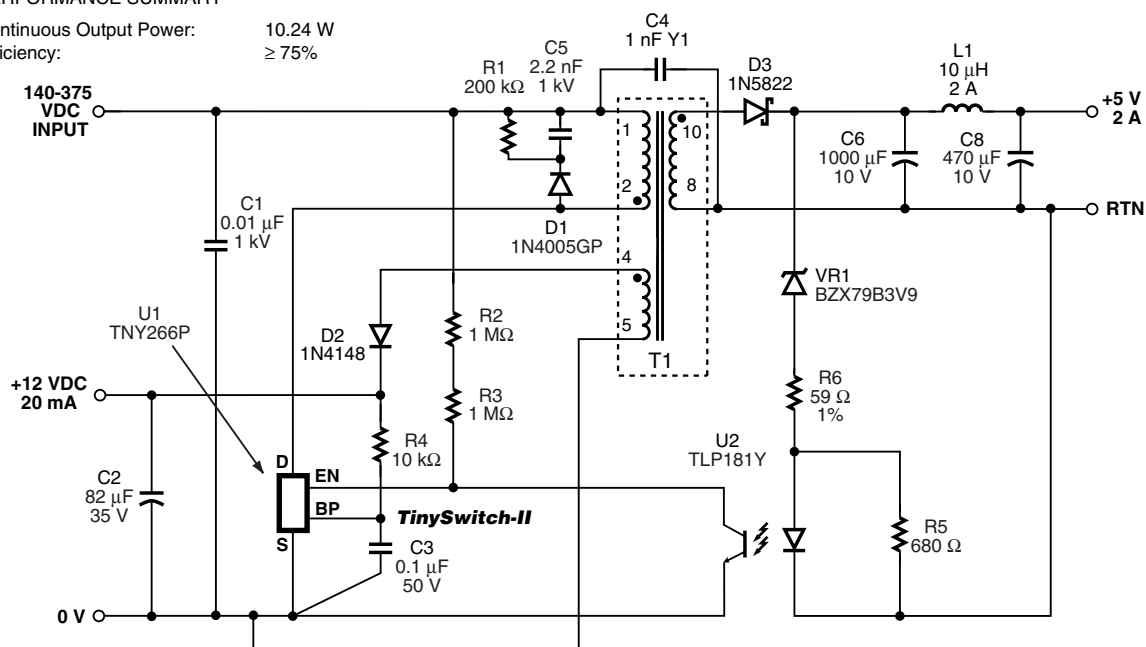 Continuous Output Power: 10.24 W
≥ 75%
C4
1 nF Y1
C5
2.2 nF
1 kV
R1
200 kΩ
D3
1N5822
L1
10 µH
2 A
140-375
VDC
INPUT
+5 V
2 A
1
10
C6
1000 µF
10 V
C8
470 µF
10 V
2
8
RTN
C1
0.01 µF
1 kV
D1
1N4005GP
4
VR1
BZX79B3V9
U1
TNY266P
D2
1N4148
R2
1 MΩ
5
T1
+12 VDC
20 mA
R3
1 MΩ
R6
59 Ω
1%
R4
10 kΩ
U2
TLP181Y
C2
82 µF
35 V
D
EN
BP
S
TinySwitch-II
C3
0.1 µF
50 V
R5
680 Ω
0 V